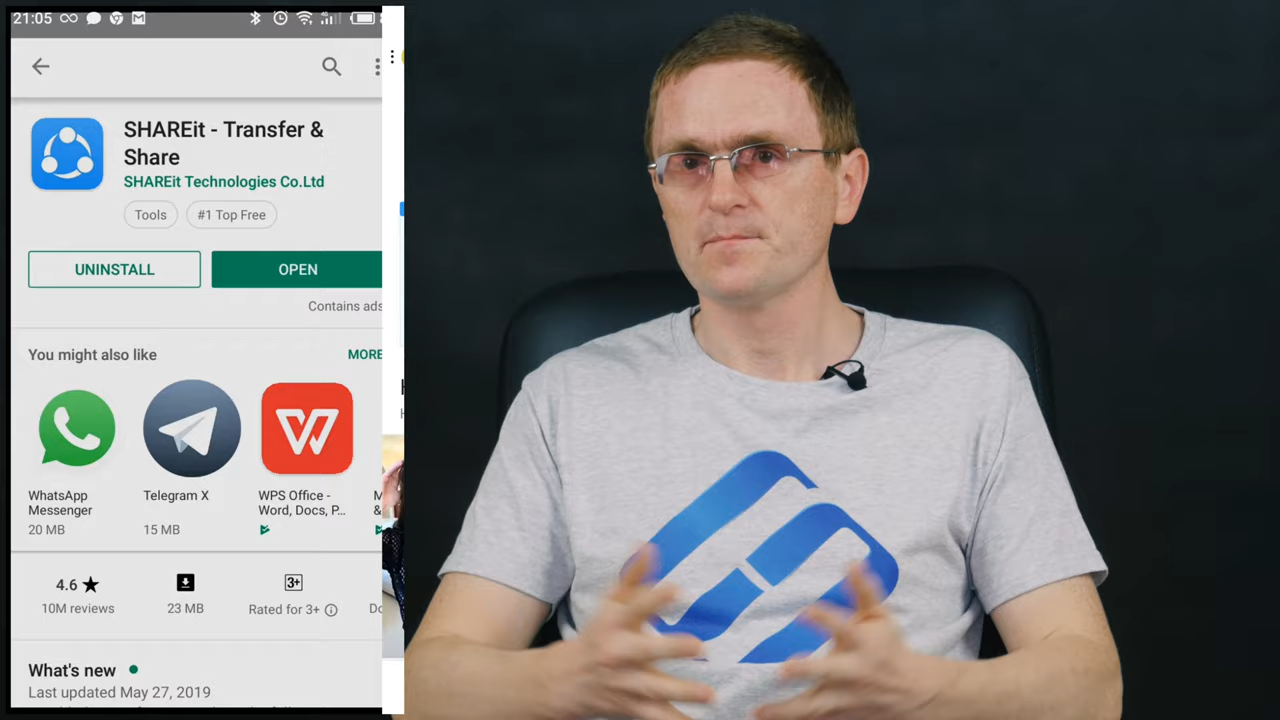 21:05
SHAREit - Transfer &
Share
SHAREit Technologies Co.Ltd
Tools
#1 Top Free
UNINSTALL
OPEN
Contains ads
You might also like
MORE
WhatsApp
Messenger
20 MB
Telegram X
15 MB
WPS Office -
Word, Docs, P...
4.6 ★
10M reviews
23 MB
3+
Rated for 3+
What's new
Last updated May 27, 2019